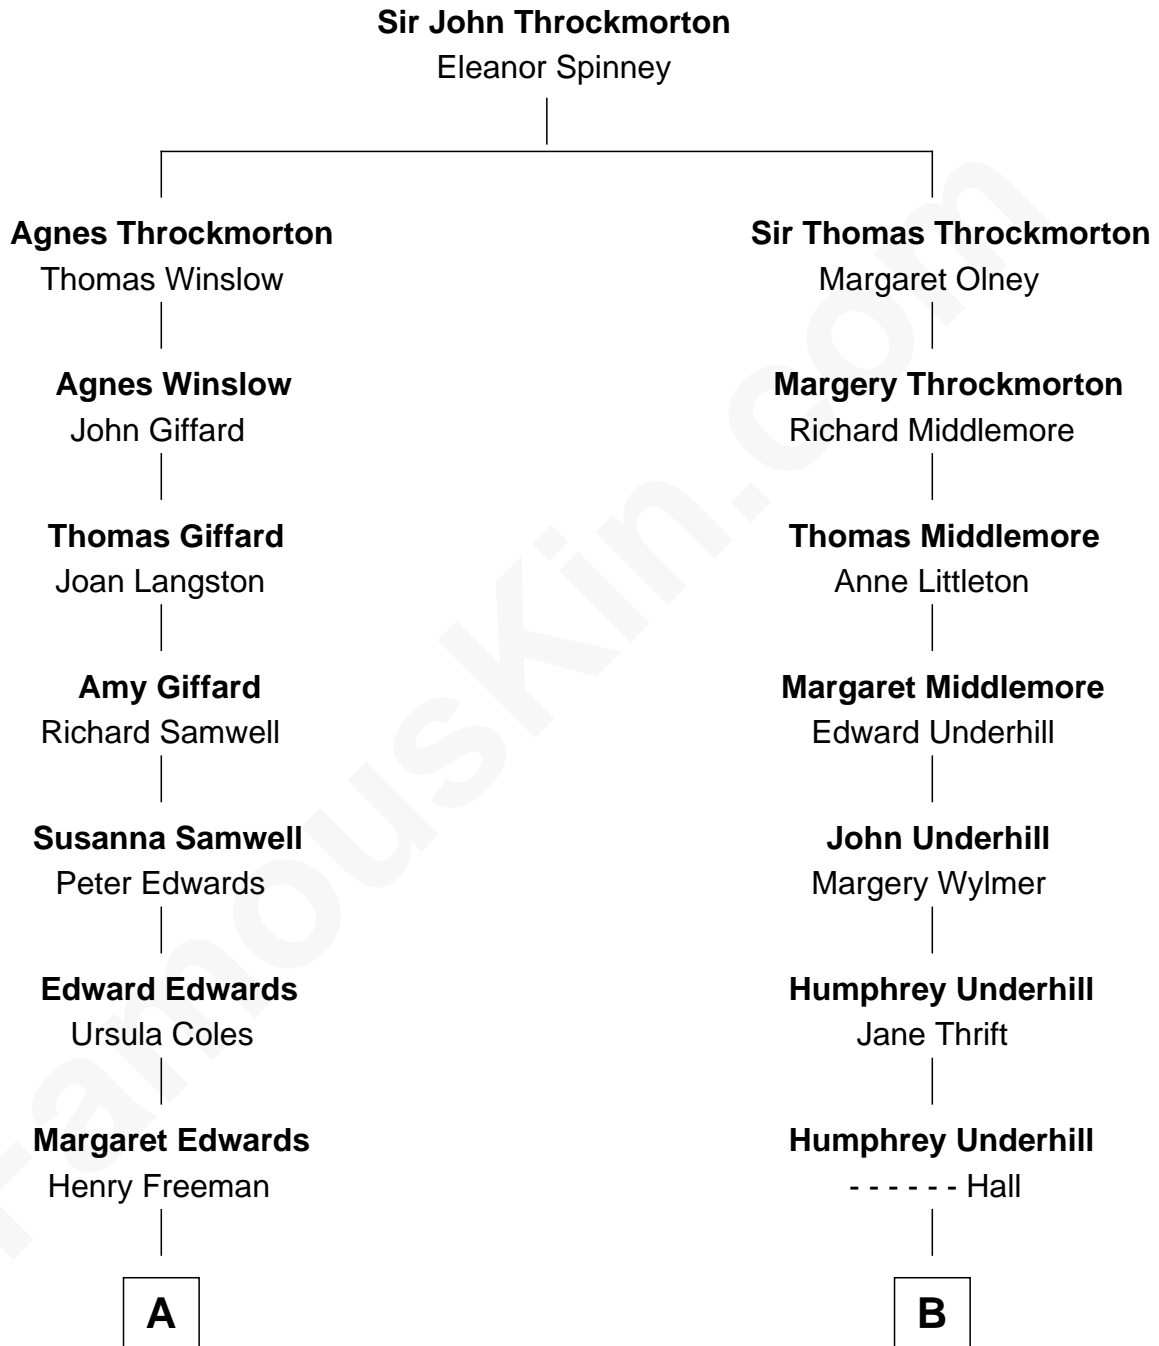 Sir John Throckmorton
Eleanor Spinney
Agnes Throckmorton
Thomas Winslow
Sir Thomas Throckmorton
Margaret Olney
Agnes Winslow
John Giffard
Margery Throckmorton
Richard Middlemore
Thomas Giffard
Joan Langston
Thomas Middlemore
Anne Littleton
Amy Giffard
Richard Samwell
Margaret Middlemore
Edward Underhill
Susanna Samwell
Peter Edwards
John Underhill
Margery Wylmer
Edward Edwards
Ursula Coles
Humphrey Underhill
Jane Thrift
Margaret Edwards
Henry Freeman
Humphrey Underhill
- - - - - - Hall
A
B
FamousKin.com